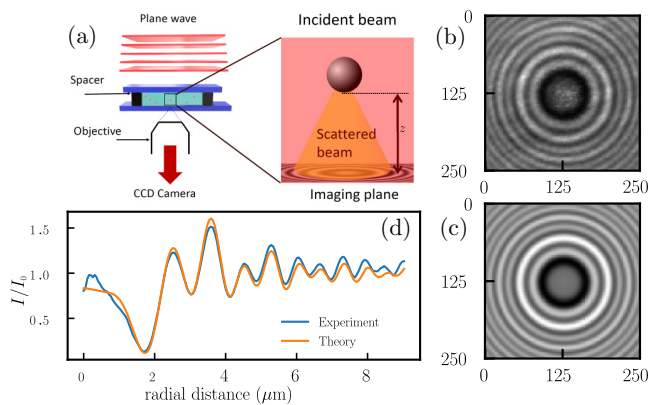 (a)
Plane wave
Spacer
Objective
CCD Camera
Incident beam
Scattered
beam
z
Imaging plane
(b)
0
125
250
0
125
250
(c)
0
125
250
0
125
250
(d)
I/I₀
1.5
1.0
0.5
Experiment
Theory
0
2
4
6
8
radial distance (μm)